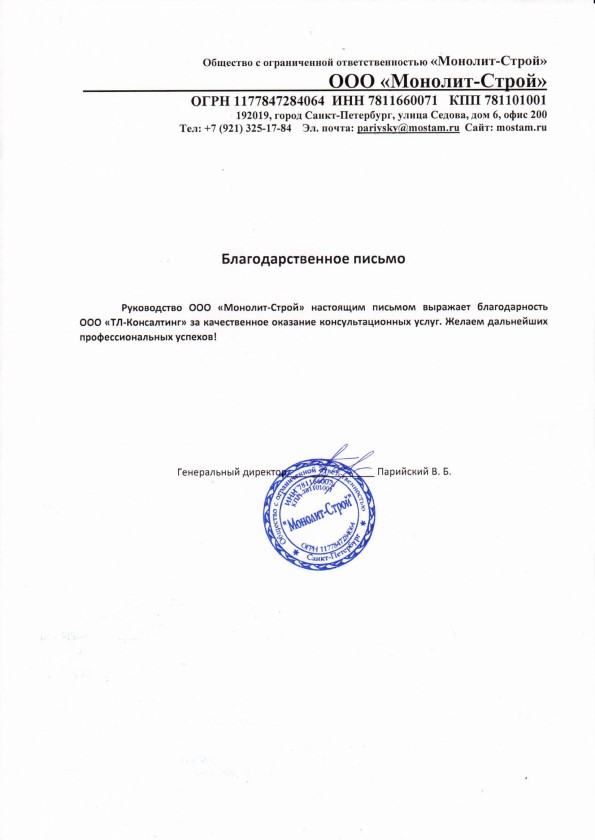 Общество с ограниченной ответственностью «Монолит-Строй»
ООО «Монолит-Строй»
ОГРН 1177847284064 ИНН 7811660071 КПП 781101001
192019, город Санкт-Петербург, улица Седова, дом 6, офис 200
Тел: +7 (921) 325-17-84 Эл. почта: pariysky@mostam.ru Сайт: mostam.ru
Благодарственное письмо
Руководство ООО «Монолит-Строй» настоящим письмом выражает благодарность
ООО «ТЛ-Консалтинг» за качественное оказание консультационных услуг. Желаем дальнейших
профессиональных успехов!
Генеральный директор Парийский В. Б.
Общество с ограниченной ответственностью
ИНН 7811660071
КПП 781101001
"Монолит-Строй"
ОГРН 1177847284064
* Санкт-Петербург *